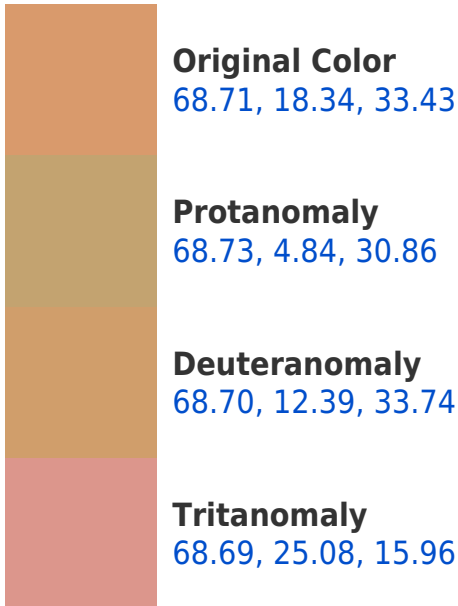 Original Color
68.71, 18.34, 33.43
Protanomaly
68.73, 4.84, 30.86
Deuteranomaly
68.70, 12.39, 33.74
Tritanomaly
68.69, 25.08, 15.96